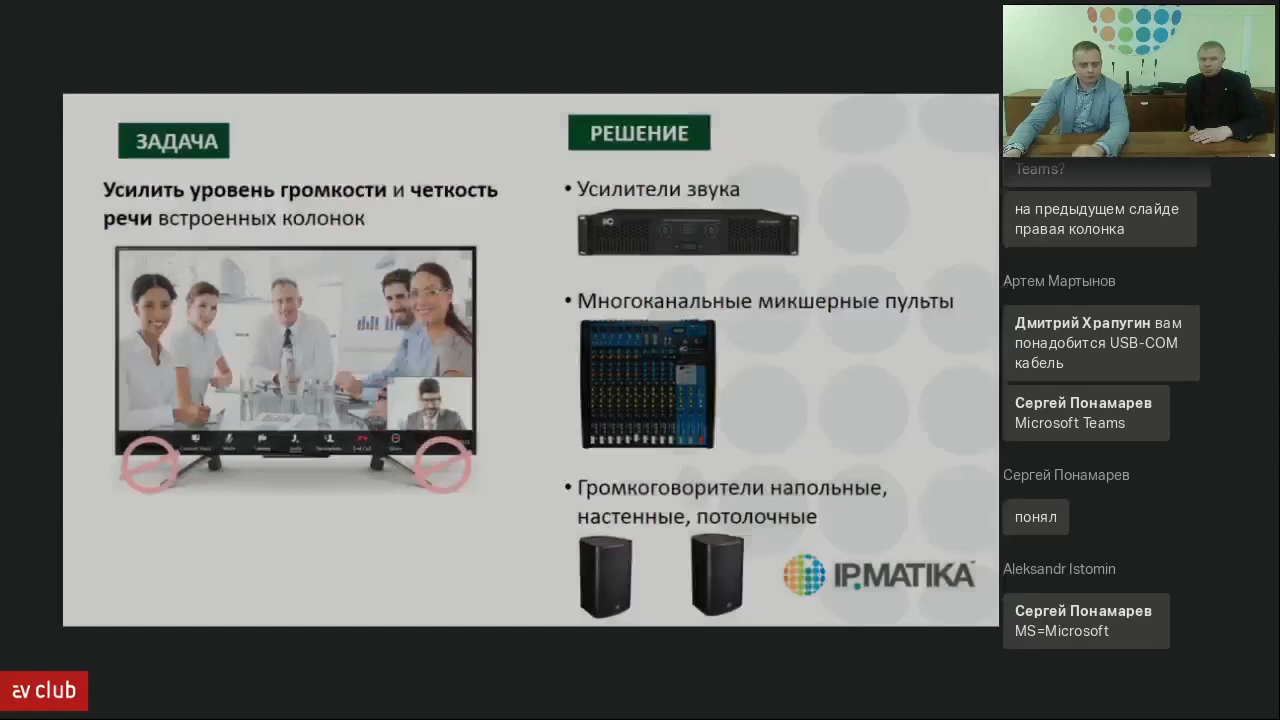 ЗАДАЧА
Усилить уровень громкости и четкость
речи встроенных колонок
РЕШЕНИЕ
• Усилители звука
• Многоканальные микшерные пульты
• Громкоговорители напольные,
настенные, потолочные
IP.MATIKA
Teams?
на предыдущем слайде
правая колонка
Артем Мартынов
Дмитрий Храпугин вам
понадобится USB-COM
кабель
Сергей Понамарев
Microsoft Teams
Сергей Понамарев
понял
Aleksandr Istomin
Сергей Понамарев
MS=Microsoft
av club